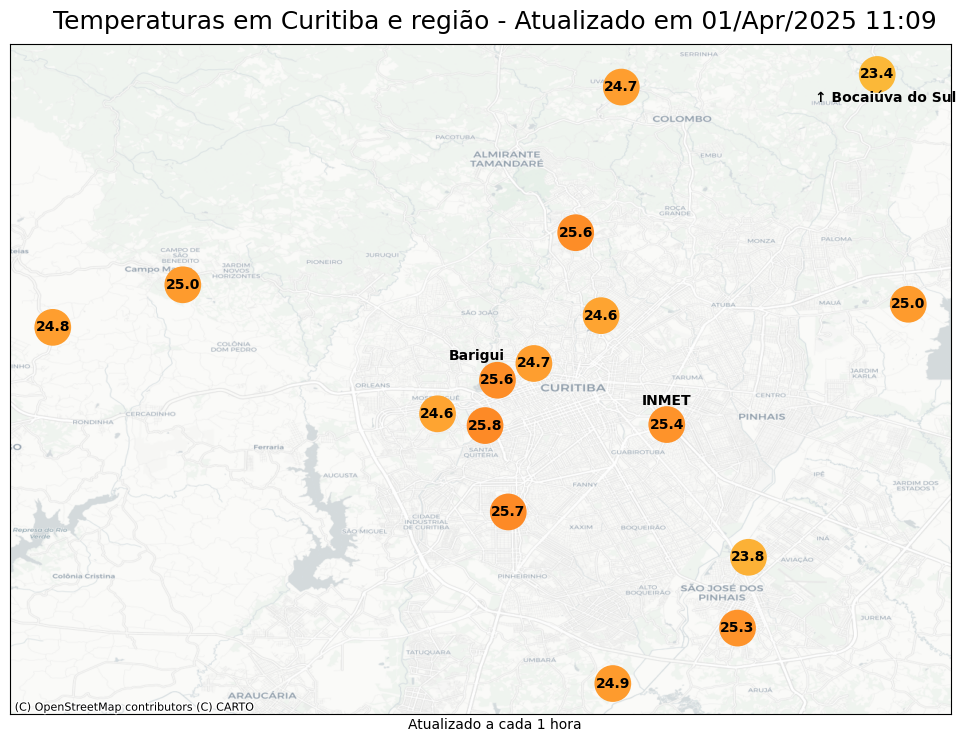 Temperaturas em Curitiba e região - Atualizado em 01/Apr/2025 11:09
SERRINHA
23.4
24.7
↑ Bocaiúva do Sul
COLOMBO
PACOTUBA
ALMIRANTE
TAMANDARÉ
EMBU
ROÇA
GRANDE
25.6
MONZA
PALOMA
CAMPO DE
SÃO
BENEDITO
JURUQUI
PIONEIRO
JARDIM
NOVOS
HORIZONTES
25.0
25.0
MAUÁ
ATUBA
SÃO JOÃO
24.6
24.8
COLÔNIA
DOM PEDRO
Barigui
24.7
JARDIM
KARLA
25.6
TARUMÃ
ORLEANS
CURITIBA
CENTRO
INMET
24.6
CERCADINHO
RONDINHA
PINHAIS
25.8
25.4
Ferraria
SANTA
QUITÉRIA
GUABIROTUBA
AUGUSTA
IPÊ
FANNY
JARDIM DOS
ESTADOS 1
25.7
CIDADE
INDUSTRIAL
DE CURITIBA
SÃO MIGUEL
XAXIM
BOQUEIRÃO
Represa do Rio
Verde
INÁ
23.8
AVIAÇÃO
Colônia Cristina
PINHEIRINHO
ALTO
BOQUEIRÃO
SÃO JOSÉ DOS
PINHAIS
JUREMA
25.3
TATUQUARA
UMBARÁ
24.9
ARUJÁ
ARAUCÁRIA
(C) OpenStreetMap contributors (C) CARTO
Atualizado a cada 1 hora